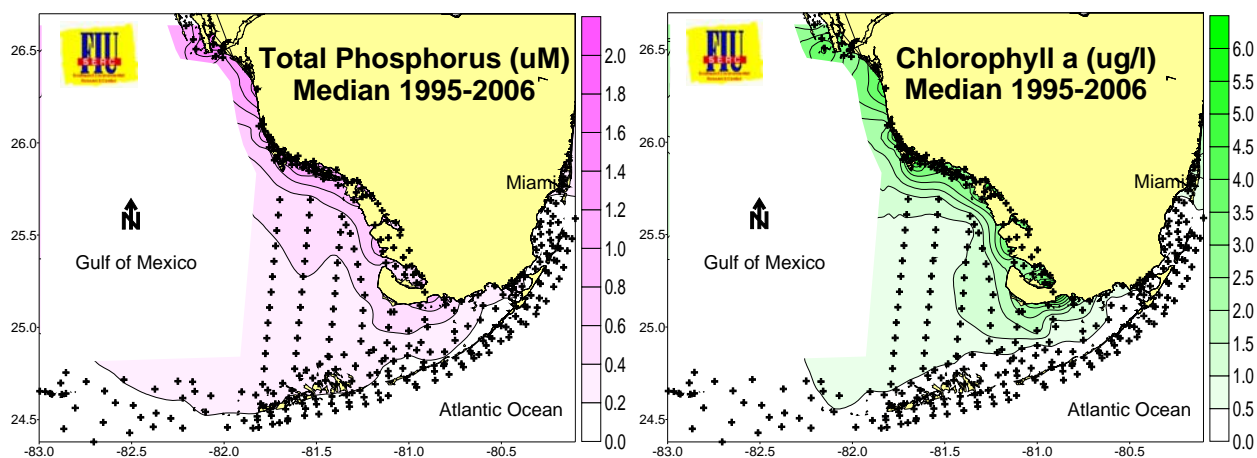 FIU
SERC
Total Phosphorus (uM)
Median 1995-2006
Miami
N
Gulf of Mexico
Atlantic Ocean
26.5
26.0
25.5
25.0
24.5
-83.0 -82.5 -82.0 -81.5 -81.0 -80.5
2.0
1.8
1.6
1.4
1.2
1.0
0.8
0.6
0.4
0.2
0.0
FIU
SERC
Chlorophyll a (ug/l)
Median 1995-2006
Miami
N
Gulf of Mexico
Atlantic Ocean
26.5
26.0
25.5
25.0
24.5
-83.0 -82.5 -82.0 -81.5 -81.0 -80.5
6.0
5.5
5.0
4.5
4.0
3.5
3.0
2.5
2.0
1.5
1.0
0.5
0.0